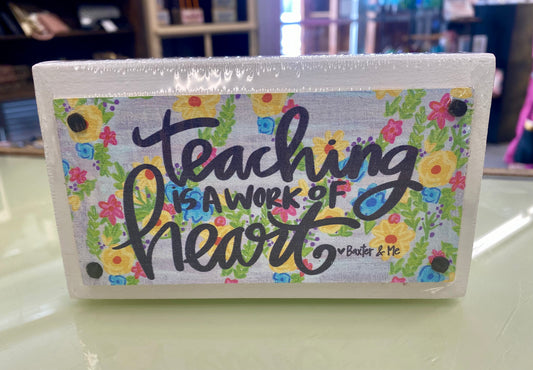 teaching
IS A WORK OF
heart
♥ Baxter & Me